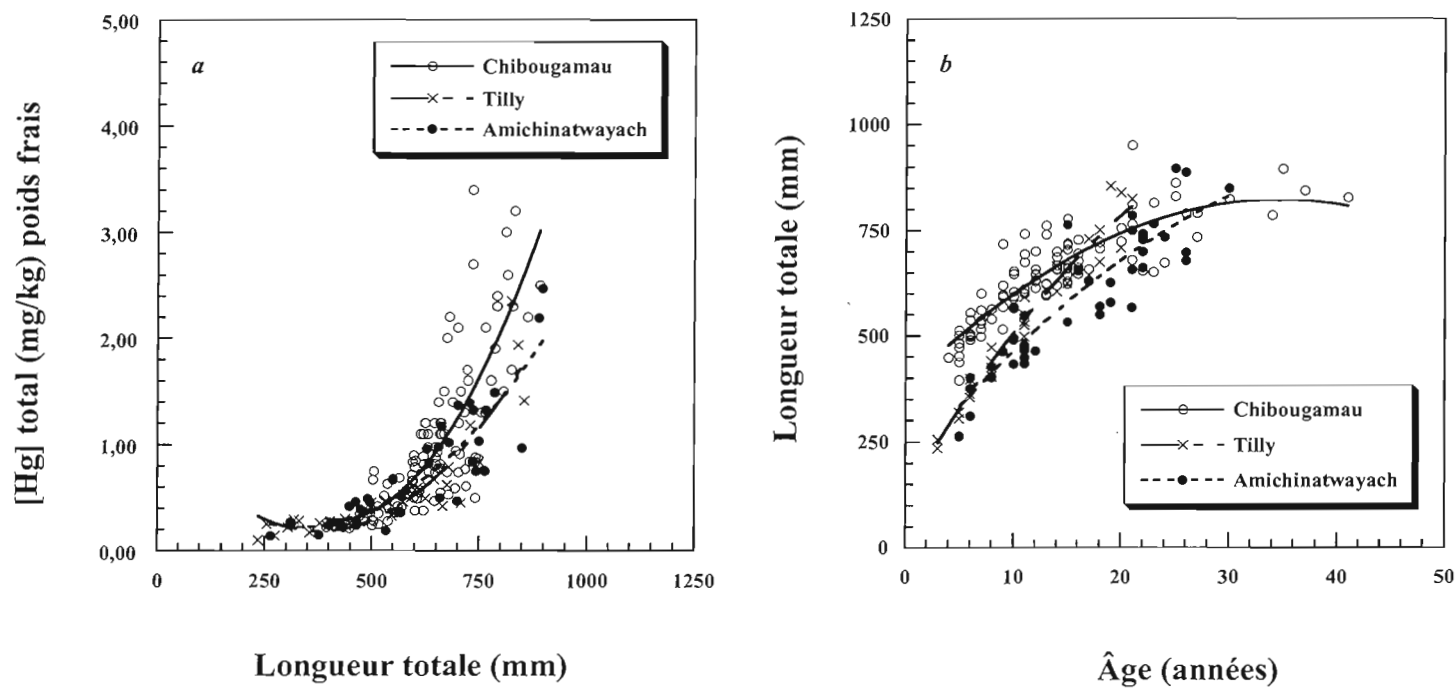 a
Chibougamau
Tilly
Amichinatwayach
[Hg] total (mg/kg) poids frais
5,00
4,00
3,00
2,00
1,00
0,00
0
250
500
750
1000
1250
Longueur totale (mm)
b
Chibougamau
Tilly
Amichinatwayach
Longueur totale (mm)
1250
1000
750
500
250
0
0
10
20
30
40
50
Âge (années)